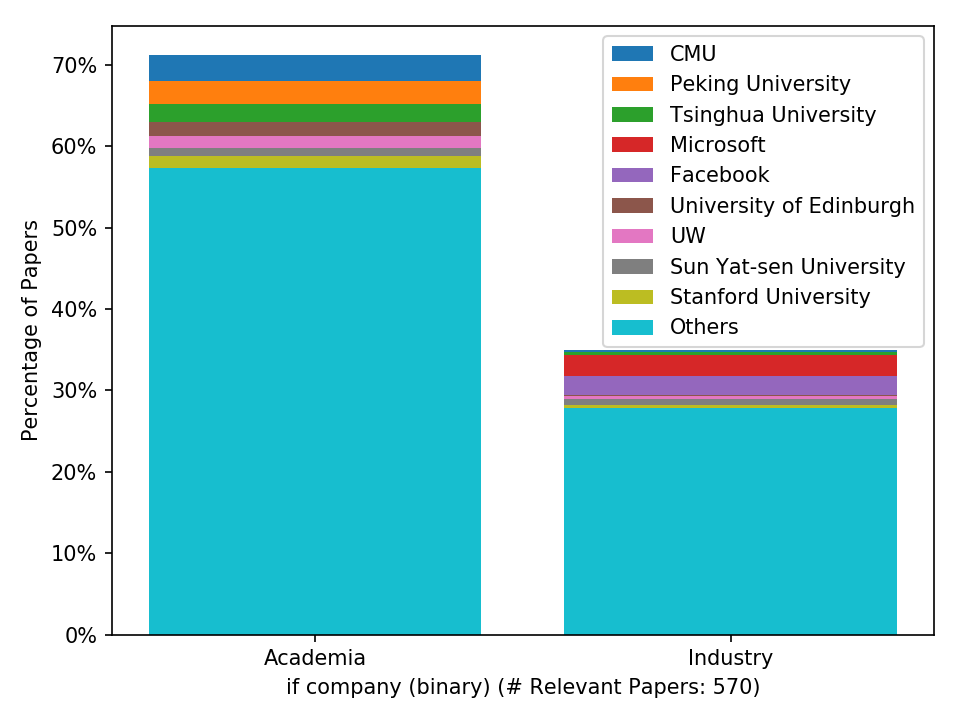 CMU
Peking University
Tsinghua University
Microsoft
Facebook
University of Edinburgh
UW
Sun Yat-sen University
Stanford University
Others
70%
60%
50%
40%
30%
20%
10%
0%
Percentage of Papers
Academia
Industry
if company (binary) (# Relevant Papers: 570)